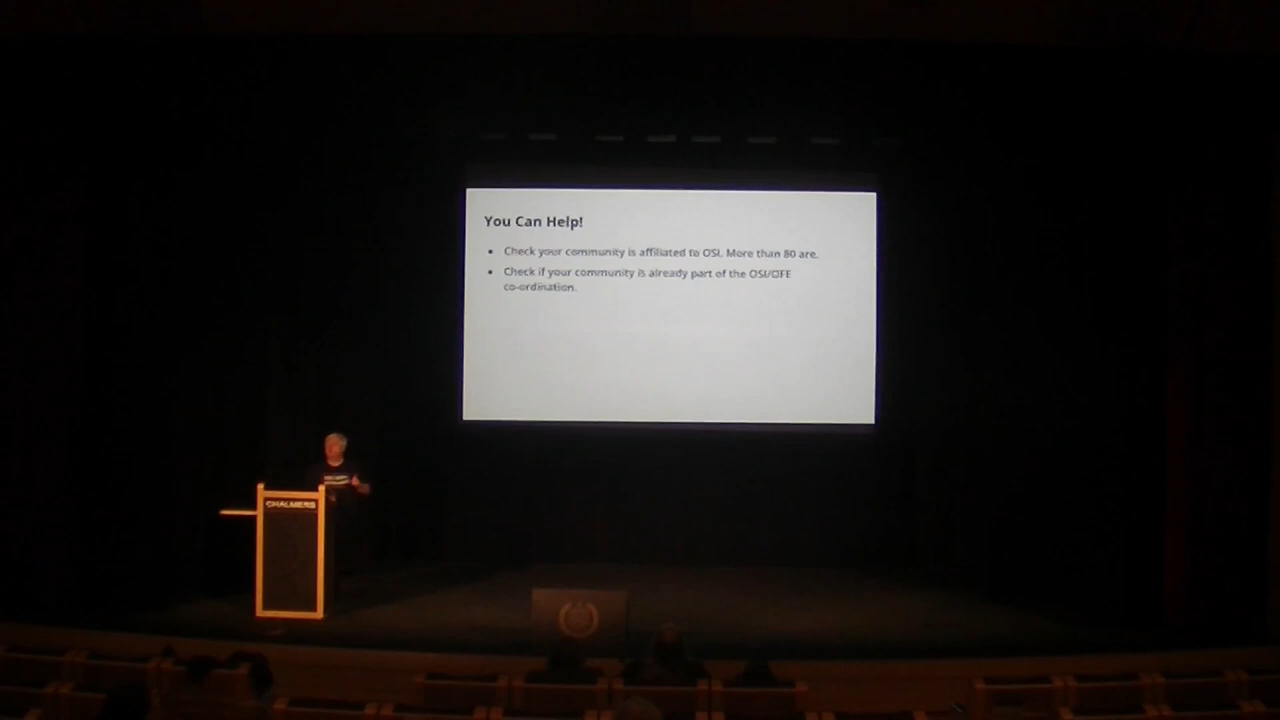 You Can Help!
• Check your community is affiliated to OSI. More than 80 are.
• Check if your community is already part of the OSI/OFE
co-ordination.
CHALMERS